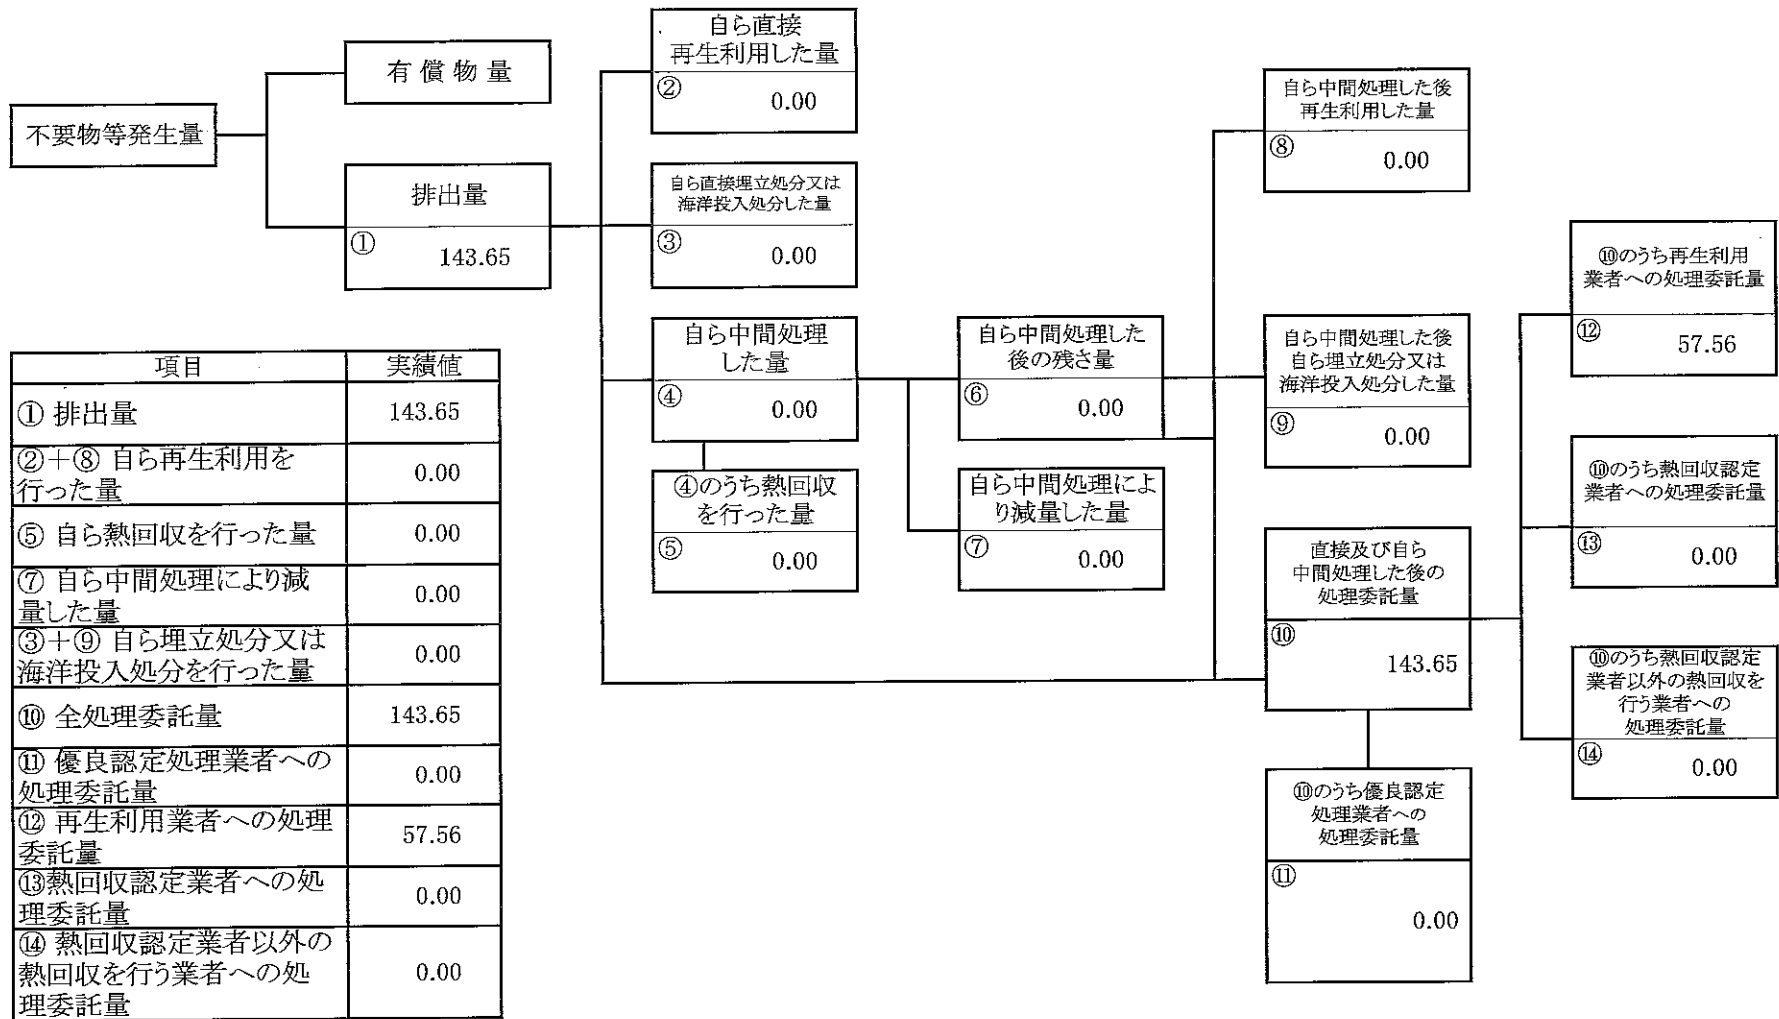 不要物等発生量
有償物量
排出量
①
143.65
自ら直接
再生利用した量
②
0.00
自ら直接埋立処分又は
海洋投入処分した量
③
0.00
自ら中間処理
した量
④
0.00
④のうち熱回収
を行った量
⑤
0.00
自ら中間処理した
後の残さ量
⑥
0.00
自ら中間処理によ
り減量した量
⑦
0.00
自ら中間処理した後
再生利用した量
⑧
0.00
自ら中間処理した後
自ら埋立処分又は
海洋投入処分した量
⑨
0.00
直接及び自ら
中間処理した後の
処理委託量
⑩
143.65
⑩のうち優良認定
処理業者への
処理委託量
⑪
0.00
⑩のうち再生利用
業者への処理委託量
⑫
57.56
⑩のうち熱回収認定
業者への処理委託量
⑬
0.00
⑩のうち熱回収認定
業者以外の熱回収を
行う業者への
処理委託量
⑭
0.00
項目 実績値
① 排出量 143.65
②+⑧ 自ら再生利用を
行った量 0.00
⑤ 自ら熱回収を行った量 0.00
⑦ 自ら中間処理により減
量した量 0.00
③+⑨ 自ら埋立処分又は
海洋投入処分を行った量 0.00
⑩ 全処理委託量 143.65
⑪ 優良認定処理業者への
処理委託量 0.00
⑫ 再生利用業者への処理
委託量 57.56
⑬熱回収認定業者への処
理委託量 0.00
⑭ 熱回収認定業者以外の
熱回収を行う業者への処
理委託量 0.00